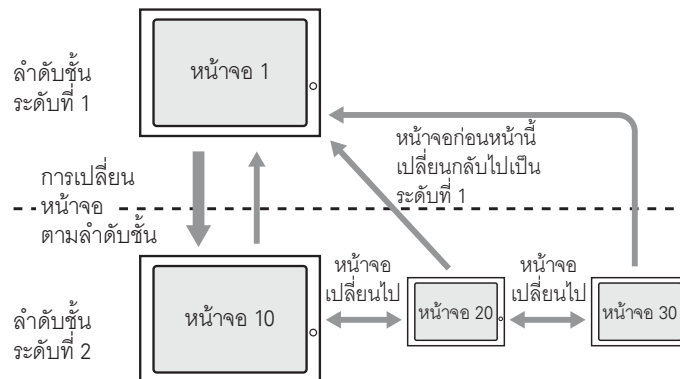 หน้าจอ 1
ลำดับชั้น
ระดับที่ 1
หน้าจอก่อนหน้านี้
เปลี่ยนกลับไปเป็น
ระดับที่ 1
การเปลี่ยน
หน้าจอ
ตามลำดับชั้น
หน้าจอ
เปลี่ยนไป
หน้าจอ
เปลี่ยนไป
ลำดับชั้น
ระดับที่ 2
หน้าจอ 10
หน้าจอ 20
หน้าจอ 30